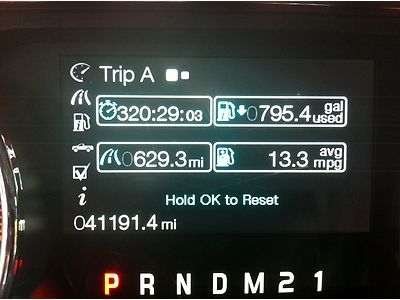 Trip A
320:29:03
0795.4 gal used
0629.3 mi
13.3 avg mpg
Hold OK to Reset
041191.4 mi
P R N D M 2 1